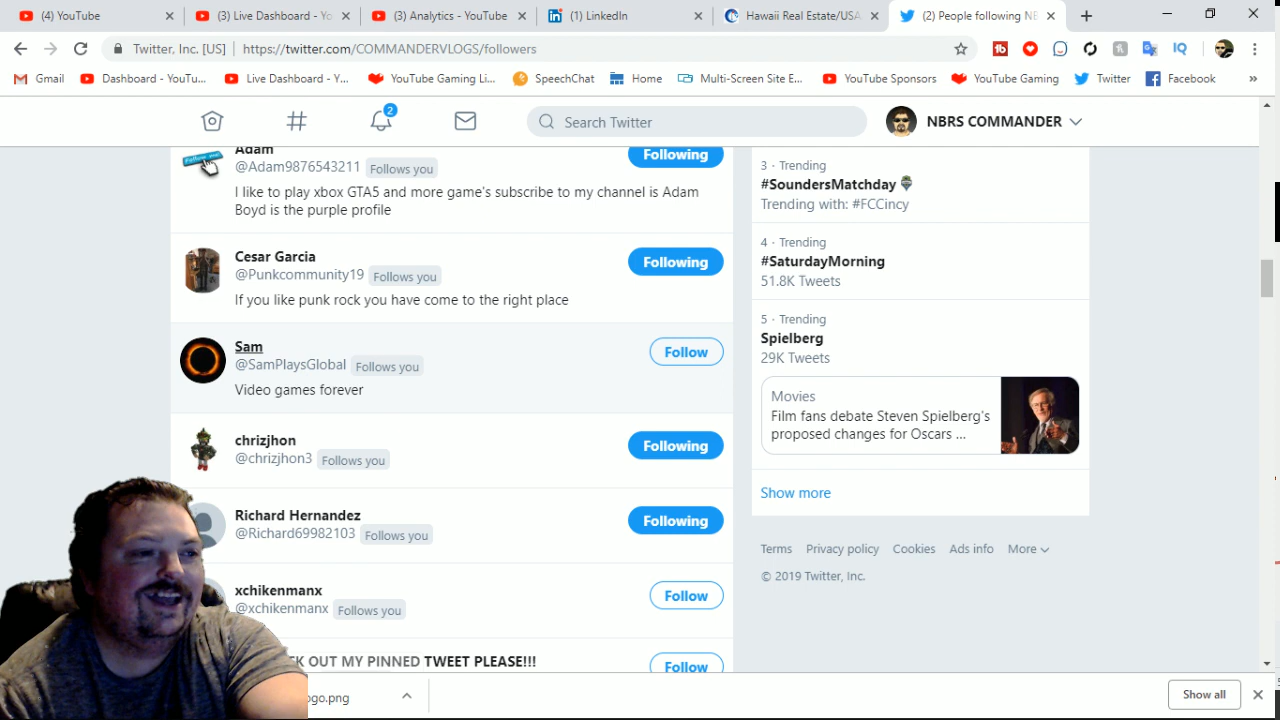 (4) YouTube
(3) Live Dashboard - Yo
(3) Analytics - YouTube
(1) LinkedIn
Hawaii Real Estate/USA
(2) People following NB
Twitter, Inc. [US]
https://twitter.com/COMMANDERVLOGS/followers
Gmail
Dashboard - YouTu...
Live Dashboard - Y...
YouTube Gaming Li...
SpeechChat
Home
Multi-Screen Site E...
YouTube Sponsors
YouTube Gaming
Twitter
Facebook
»
2
Search Twitter
NBRS COMMANDER
Adam
@Adam9876543211 Follows you
Following
I like to play xbox GTA5 and more game's subscribe to my channel is Adam
Boyd is the purple profile
Cesar Garcia
@Punkcommunity19 Follows you
Following
If you like punk rock you have come to the right place
Sam
@SamPlaysGlobal Follows you
Follow
Video games forever
chrizjhon
@chrizjhon3 Follows you
Following
Richard Hernandez
@Richard69982103 Follows you
Following
xchikenmanx
@xchikenmanx Follows you
Follow
OUT MY PINNED TWEET PLEASE!!!
Follow
3 · Trending
#SoundersMatchday
Trending with: #FCCincy
4 · Trending
#SaturdayMorning
51.8K Tweets
5 · Trending
Spielberg
29K Tweets
Movies
Film fans debate Steven Spielberg's
proposed changes for Oscars ...
Show more
Terms Privacy policy Cookies Ads info More
© 2019 Twitter, Inc.
ogo.png
Show all